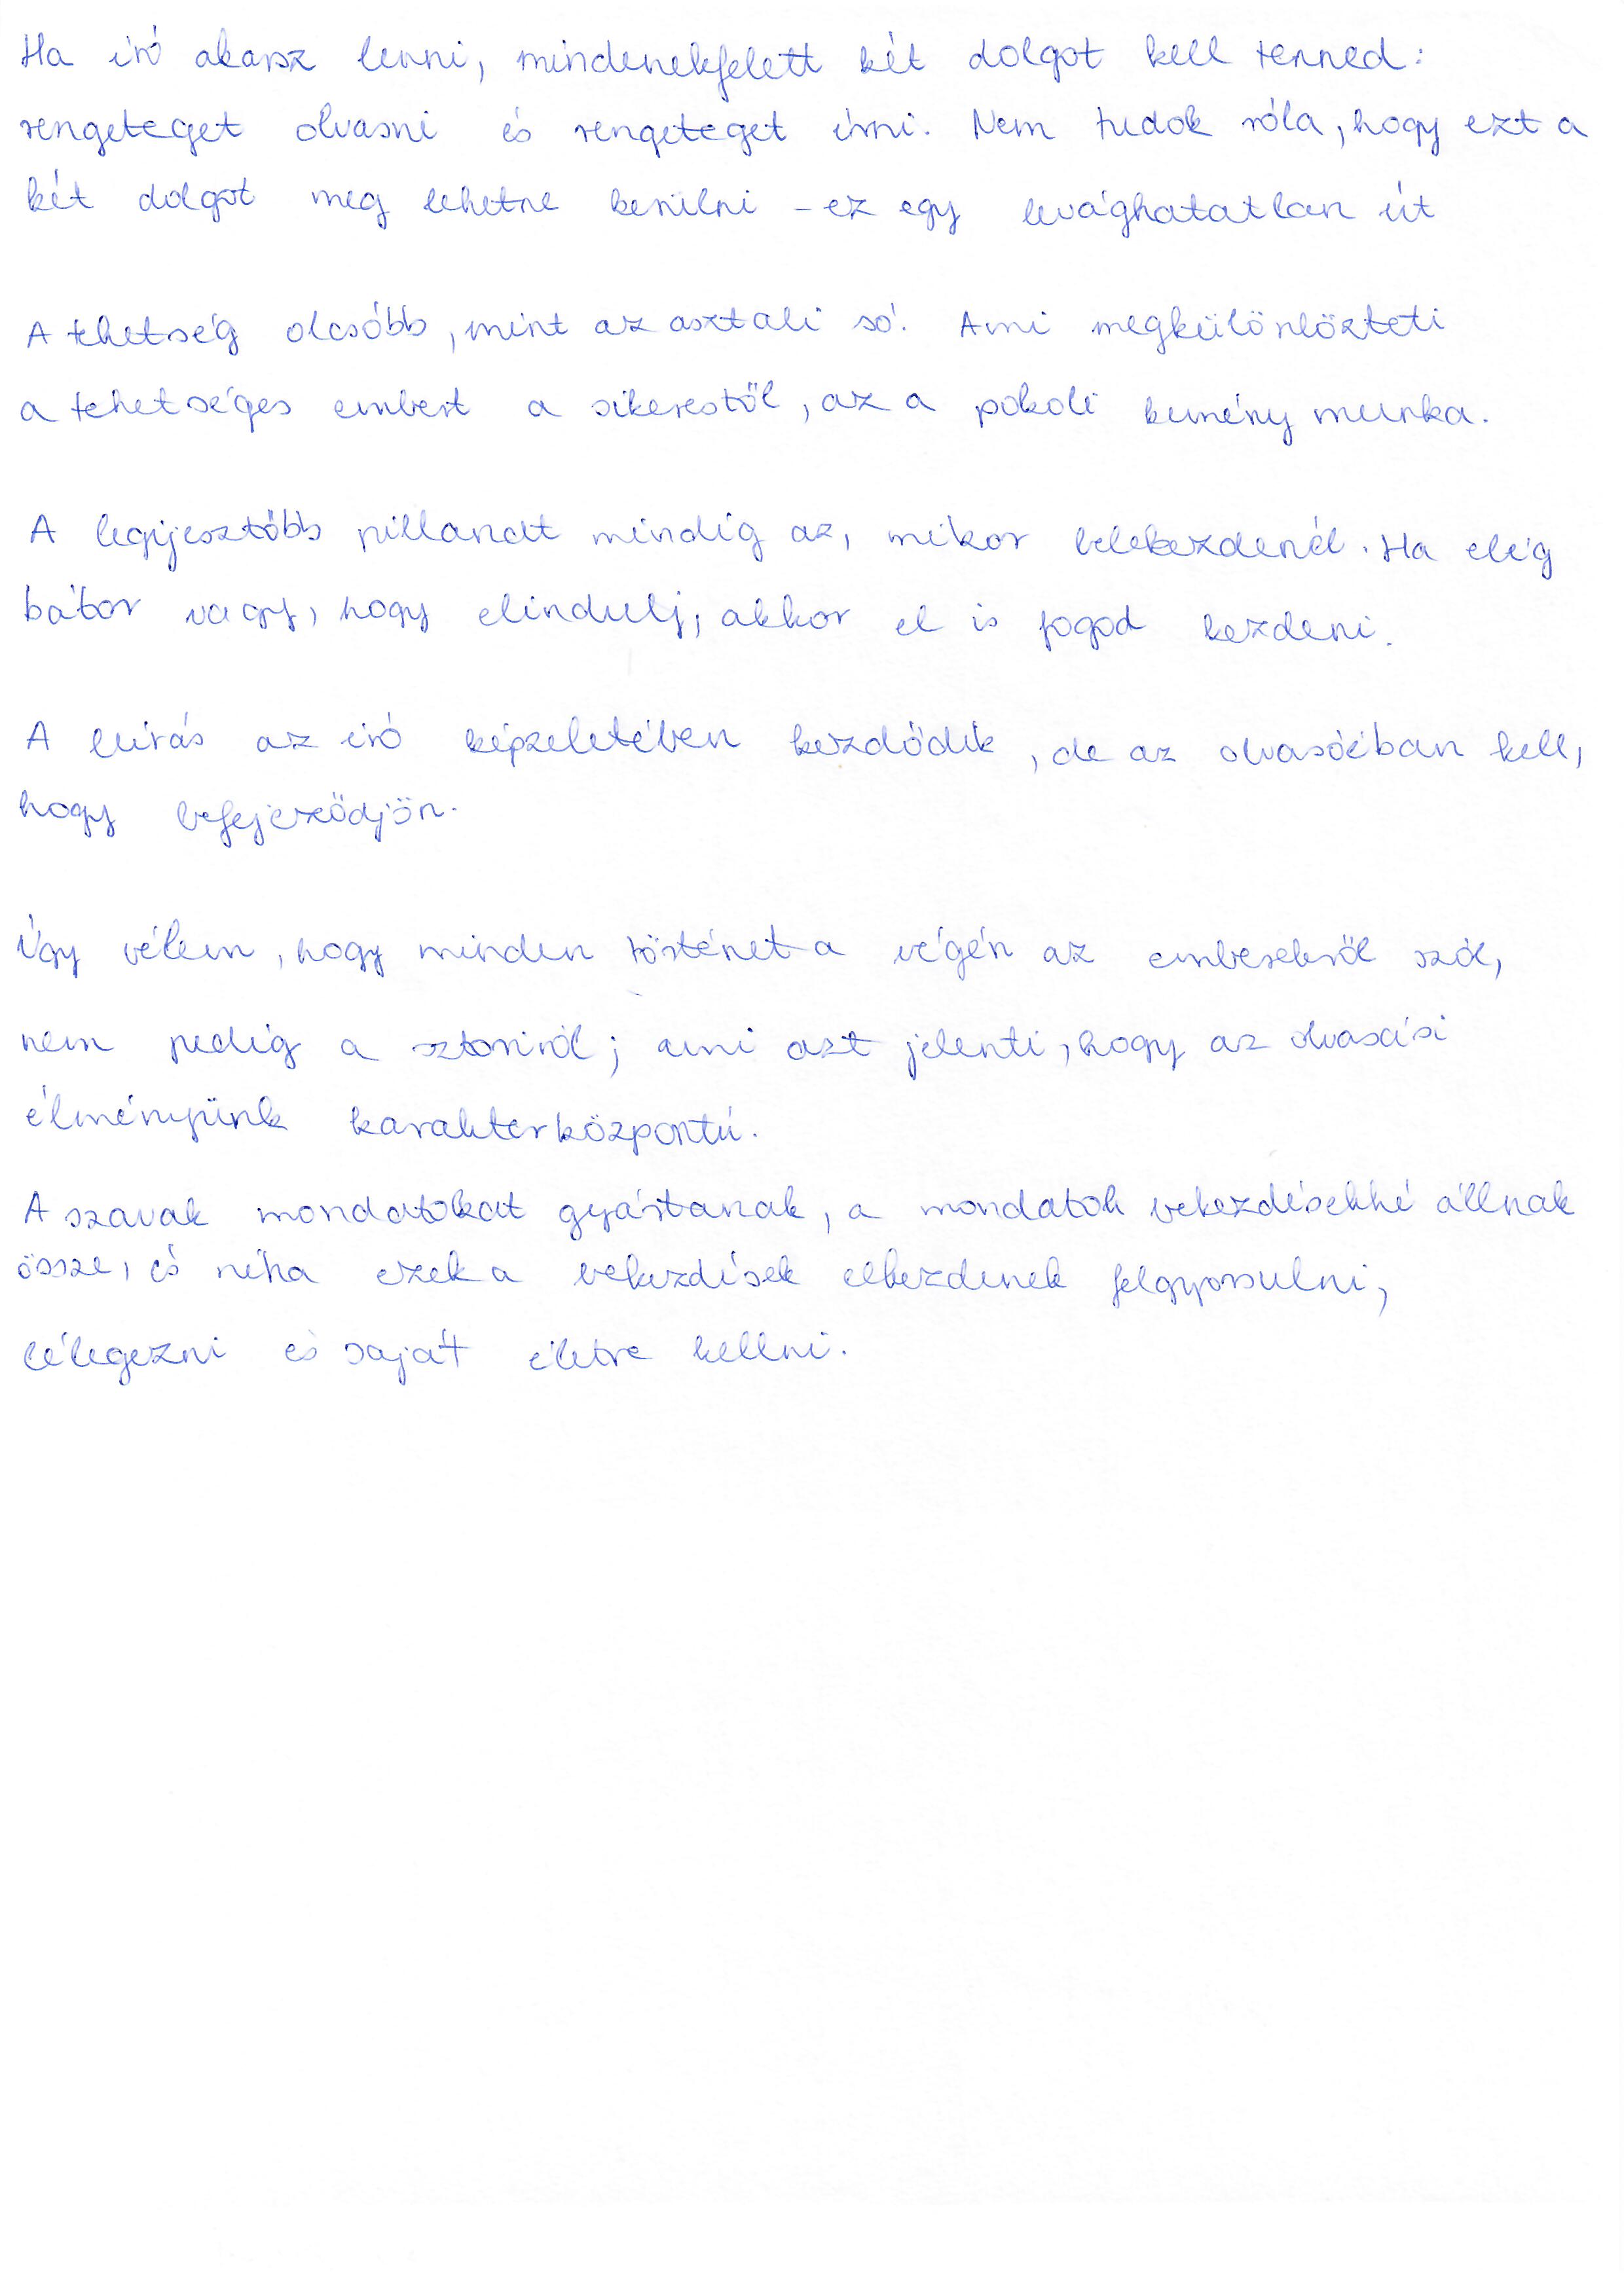 Ha író akarsz lenni, mindenekfelett két dolgot kell tenned:
rengeteget olvasni és rengeteget írni. Nem tudok róla, hogy ezt a
két dolgot meg lehetne kerülni - ez egy levághatatlan út
A tehetség olcsóbb, mint az asztali só. Ami megkülönbözteti
a tehetséges embert a sikerestől, az a pokoli kemény munka.
A legijesztőbb pillanat mindig az, mikor belekezdenél. Ha elég
bátor vagy, hogy elindulj, akkor el is fogod kezdeni.
A leírás az író képzeletében kezdődik, de az olvasóéban kell,
hogy befejeződjön.
Úgy vélem, hogy minden történet a végén az emberekről szól,
nem pedig a sztoriról; ami azt jelenti, hogy az olvasási
élményünk karakterközpontú.
A szavak mondatokat gyártanak, a mondatok bekezdésekké állnak
össze, és néha ezek a bekezdések elkezdenek felgyorsulni,
lélegezni és saját életre kellni.